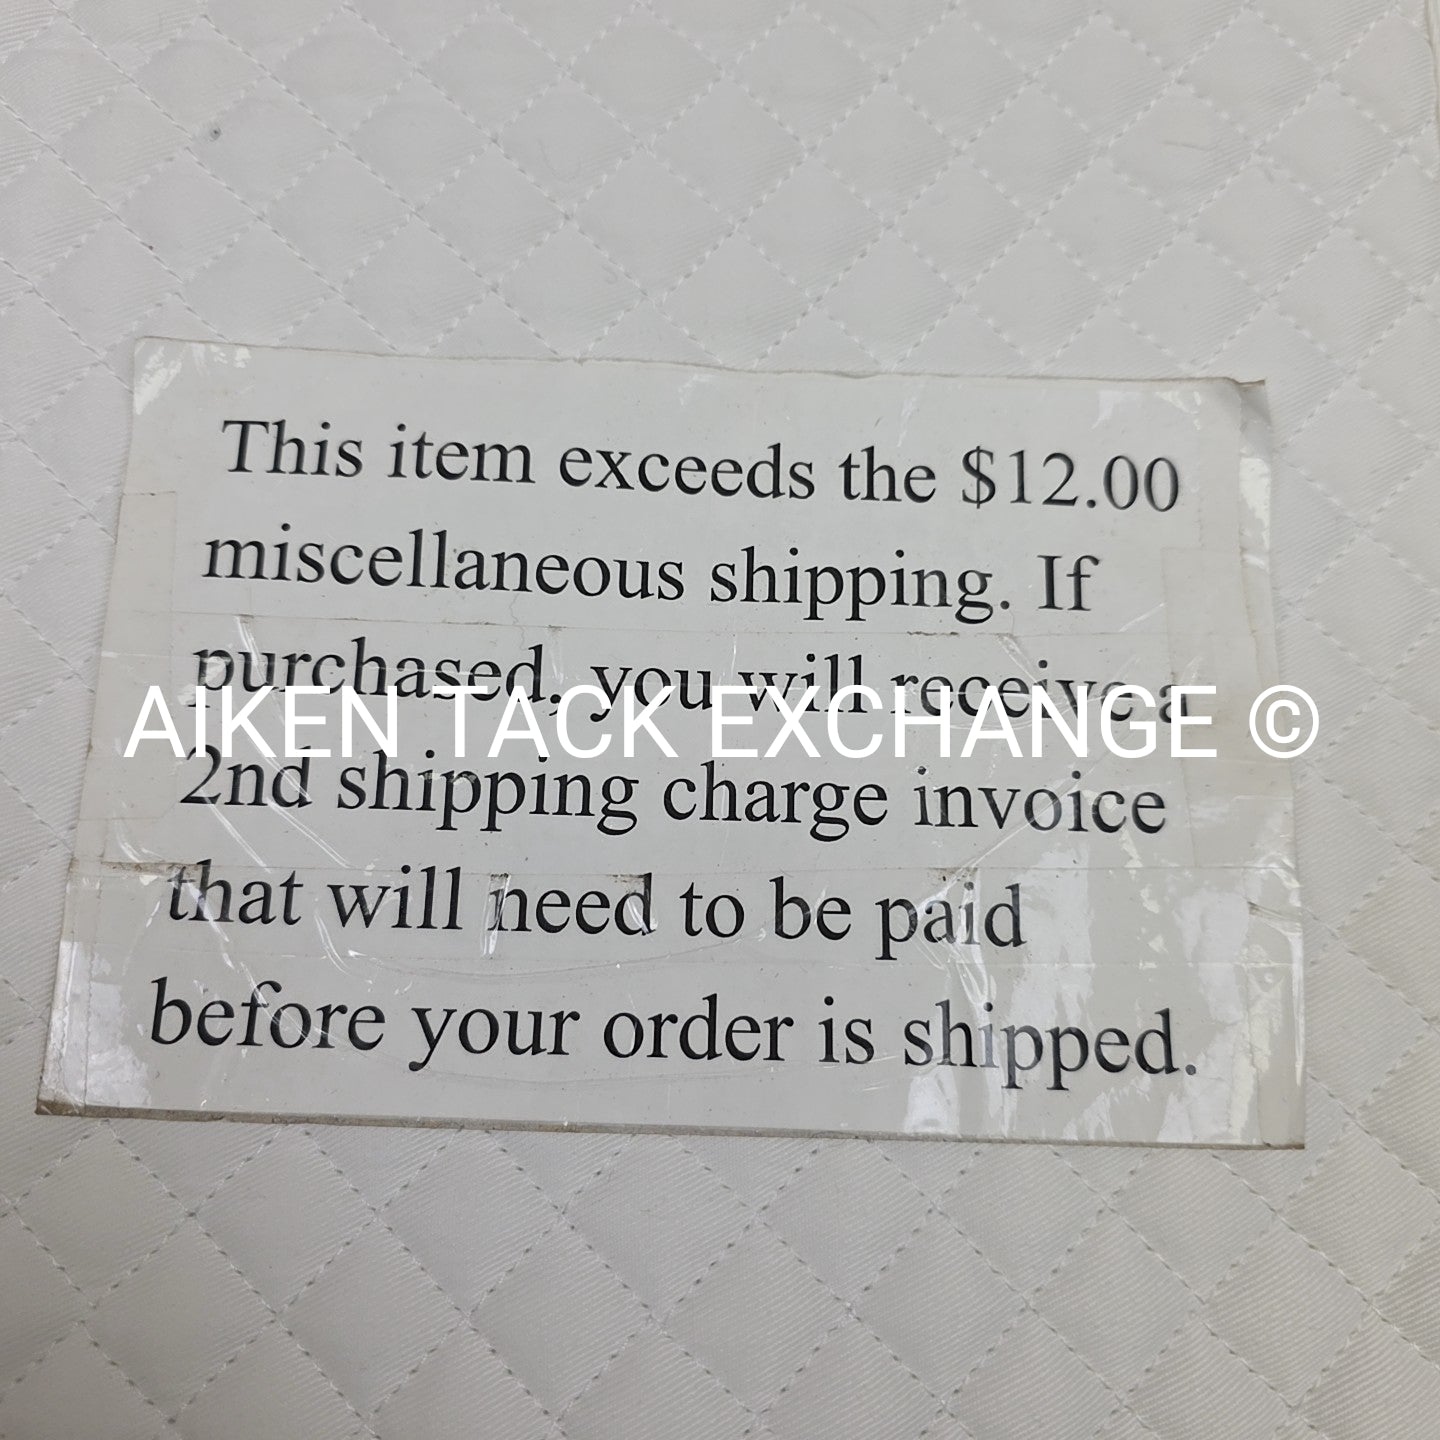 This item exceeds the $12.00
miscellaneous shipping. If
purchased, you will receive a
AIKEN TACK EXCHANGE ©
2nd shipping charge invoice
that will need to be paid
before your order is shipped.